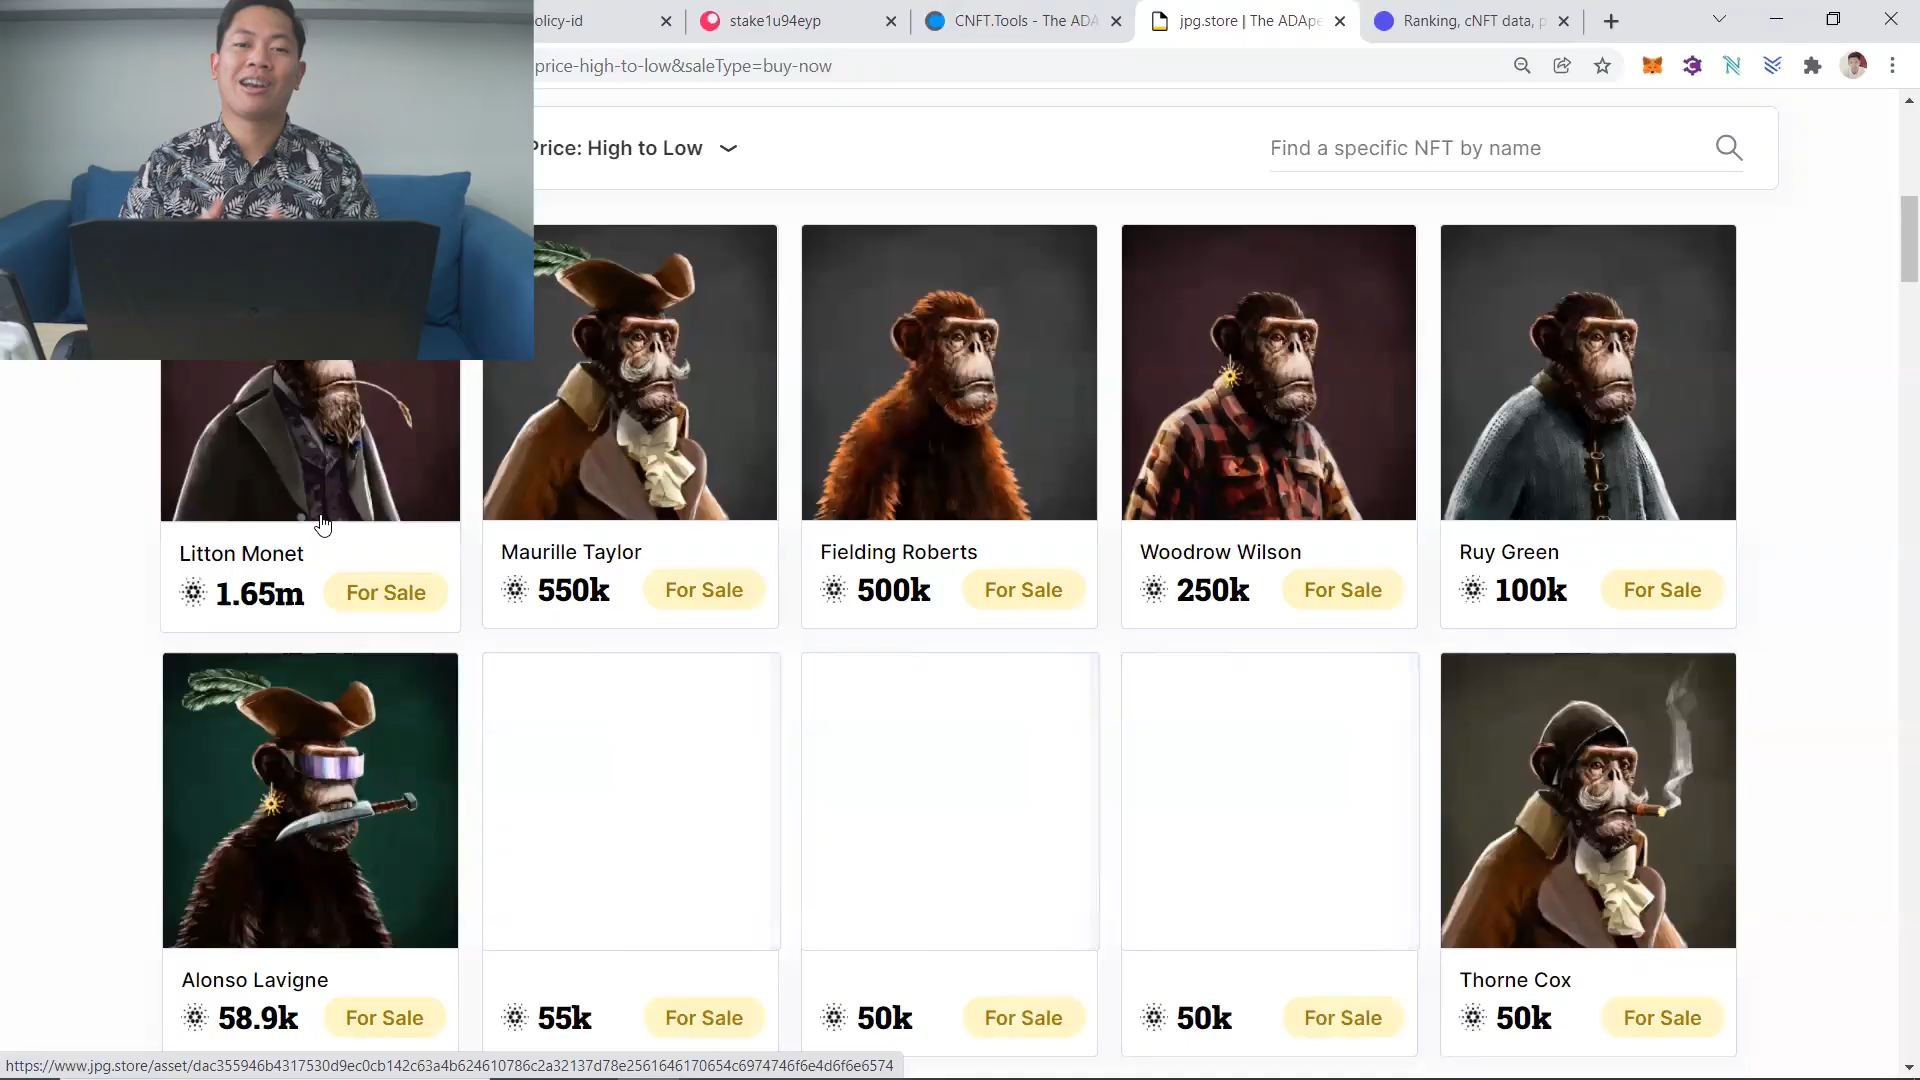 olicy-id
stake1u94eyp
CNFT.Tools - The ADA
jpg.store | The ADApe
Ranking, cNFT data, p
price-high-to-low&saleType=buy-now
Price: High to Low
Find a specific NFT by name
Litton Monet
1.65m For Sale
Maurille Taylor
550k For Sale
Fielding Roberts
500k For Sale
Woodrow Wilson
250k For Sale
Ruy Green
100k For Sale
Alonso Lavigne
58.9k For Sale
55k For Sale
50k For Sale
50k For Sale
Thorne Cox
50k For Sale
https://www.jpg.store/asset/dac355946b4317530d9ec0cb142c63a4b624610786c2a32137d78e2561646170654c6974746f6e4d6f6e6574